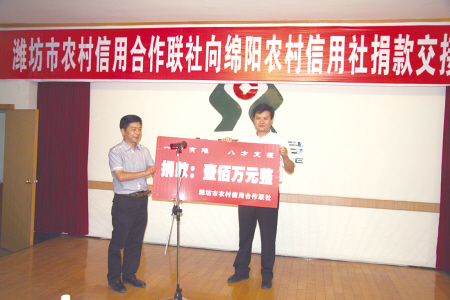 潍坊市农村信用合作联社向绵阳农村信用社捐款交接
一 有难 八方支援
捐款：壹佰万元整
潍坊市农村信用合作联社